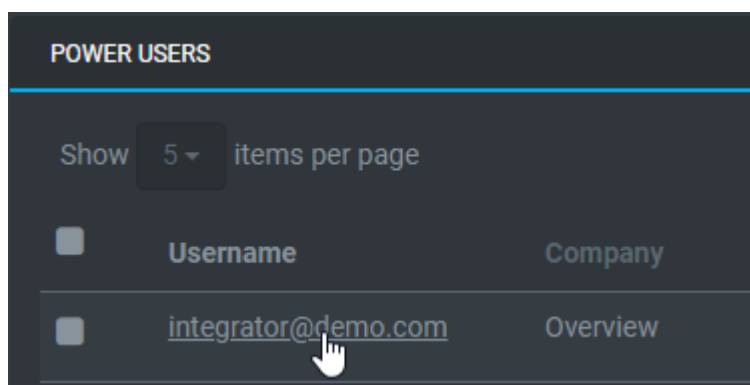 POWER USERS
Show 5 items per page
Username Company
integrator@demo.com Overview